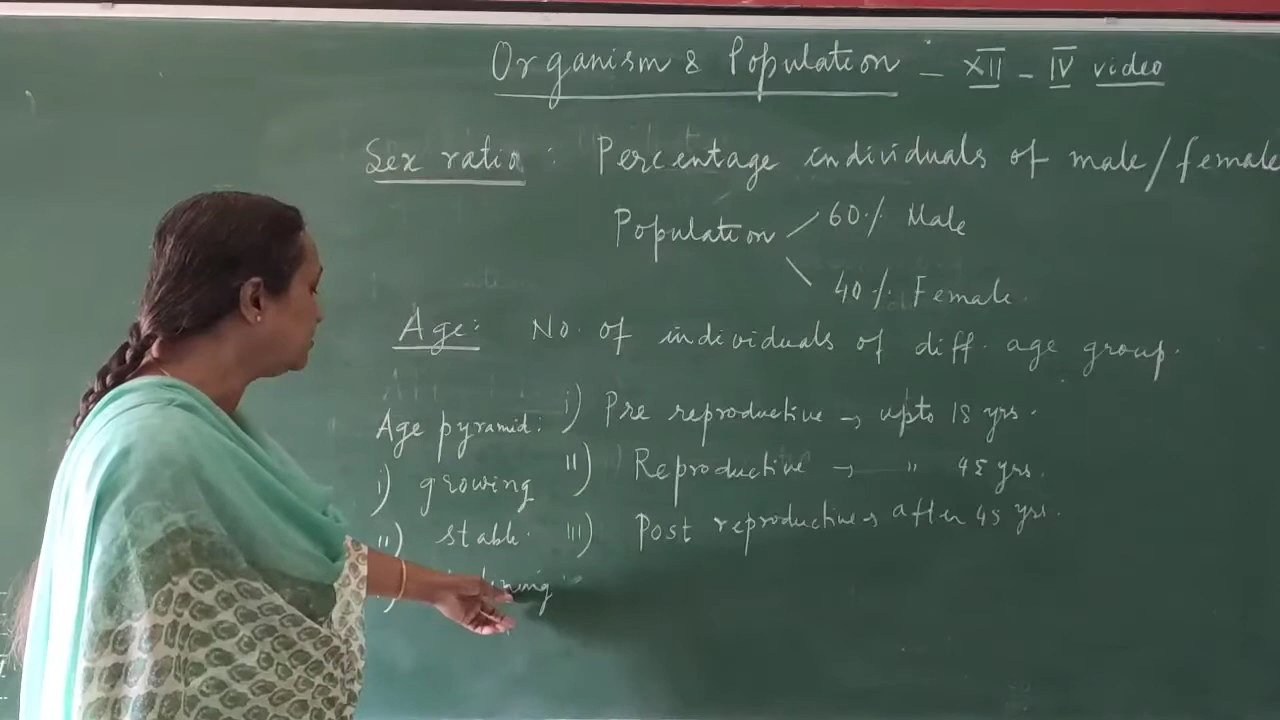 Organism & Population – XII – IV video
Sex ratio : Percentage individuals of male/female
Population
60% Male
40% Female.
Age: No. of individuals of diff. age group.
Age pyramid: i) Pre reproductive → upto 18 yrs.
i) growing ii) Reproductive → " 45 yrs.
ii) stable. iii) Post reproductive → after 45 yrs.